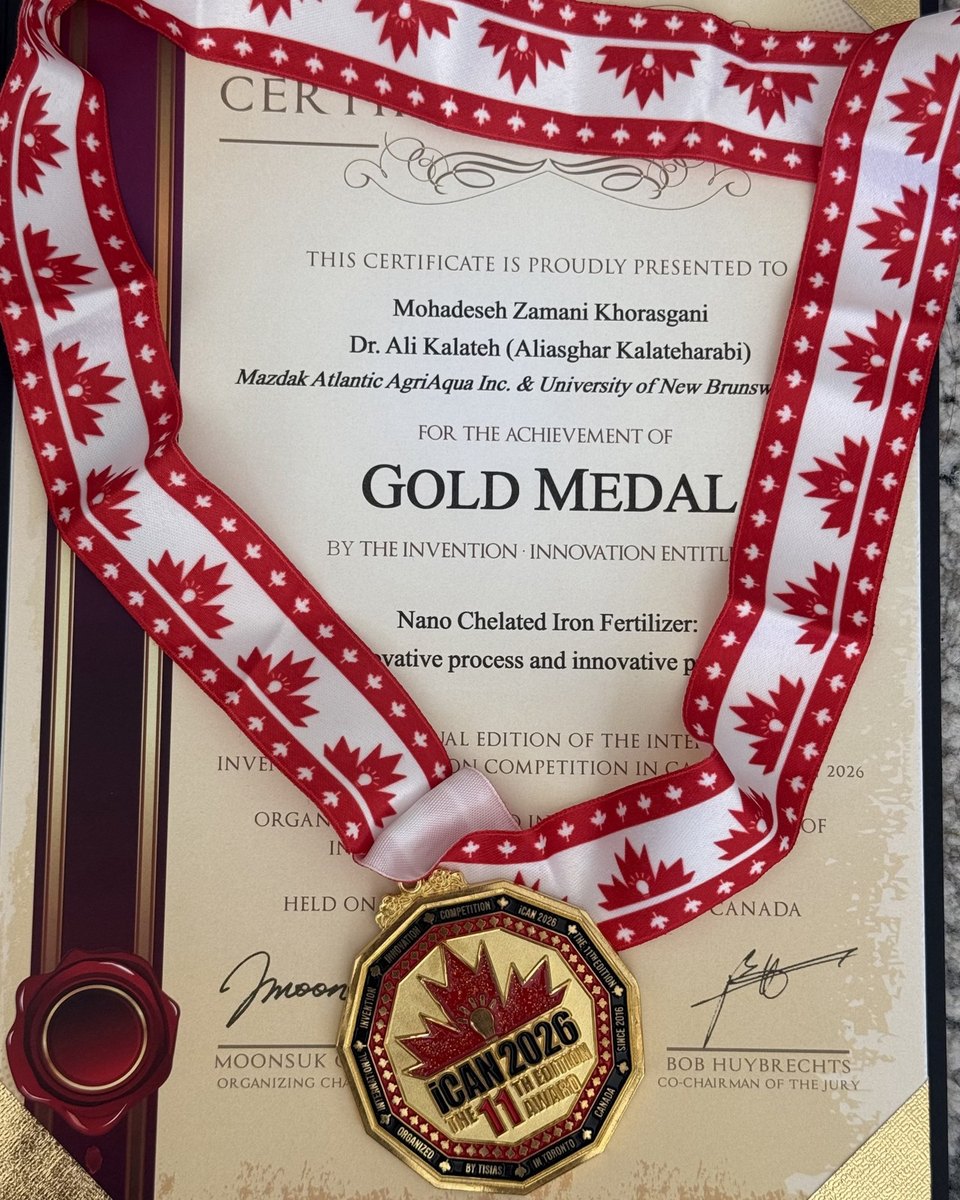 THIS CERTIFICATE IS PROUDLY PRESENTED TO
Mohadeseh Zamani Khorasgani
Dr. Ali Kalateh (Aliasghar Kalateharabi)
Mazdak Atlantic AgriAqua Inc. & University of New Brunsw
FOR THE ACHIEVEMENT OF
GOLD MEDAL
BY THE INVENTION · INNOVATION ENTITL
Nano Chelated Iron Fertilizer:
ovative process and innovative p
AL EDITION OF THE INTE
INVE ON COMPETITION IN CA 2026
ORGAN OF
IN
HELD ON CANADA
MOONSUK
ORGANIZING CHA
BOB HUYBRECHTS
CO-CHAIRMAN OF THE JURY
INTERNATIONAL INVENTION INNOVATION COMPETITION iCAN 2026 THE 11TH EDITION SINCE 2016 CANADA
iCAN 2026
THE 11TH EDITION
AWARD
ORGANIZED BY TISIAS IN TORONTO